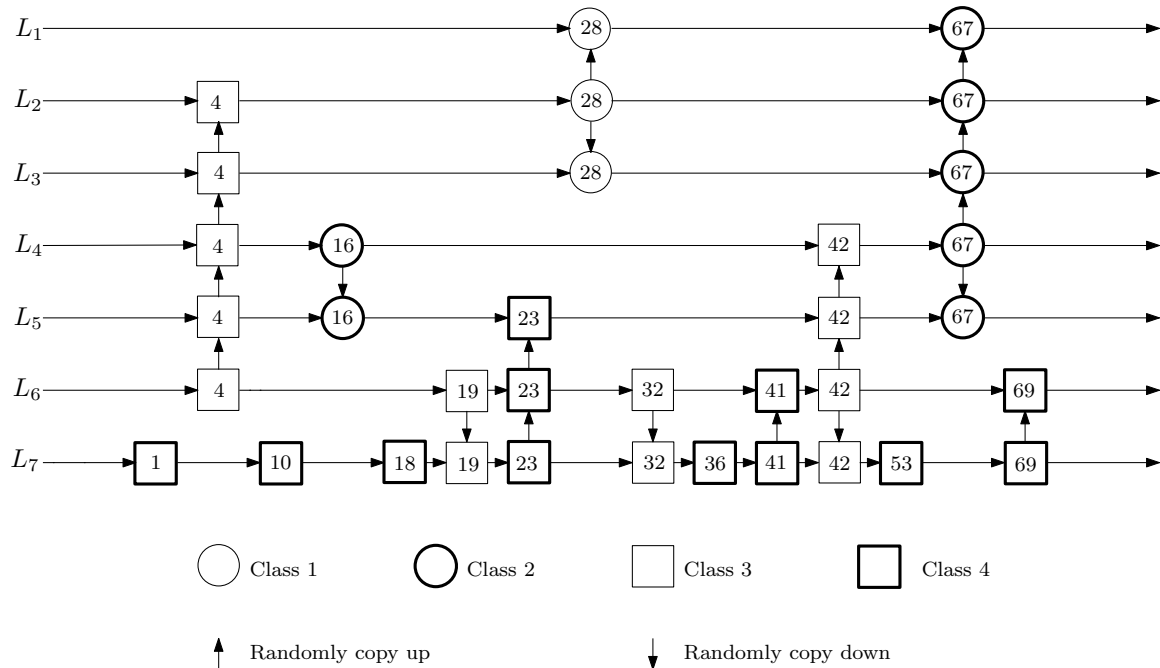 L1 28 67
L2 4 28 67
L3 4 28 67
L4 4 16 42 67
L5 4 16 23 42 67
L6 4 19 23 32 41 42 69
L7 1 10 18 19 23 32 36 41 42 53 69
Class 1 Class 2 Class 3 Class 4
Randomly copy up Randomly copy down